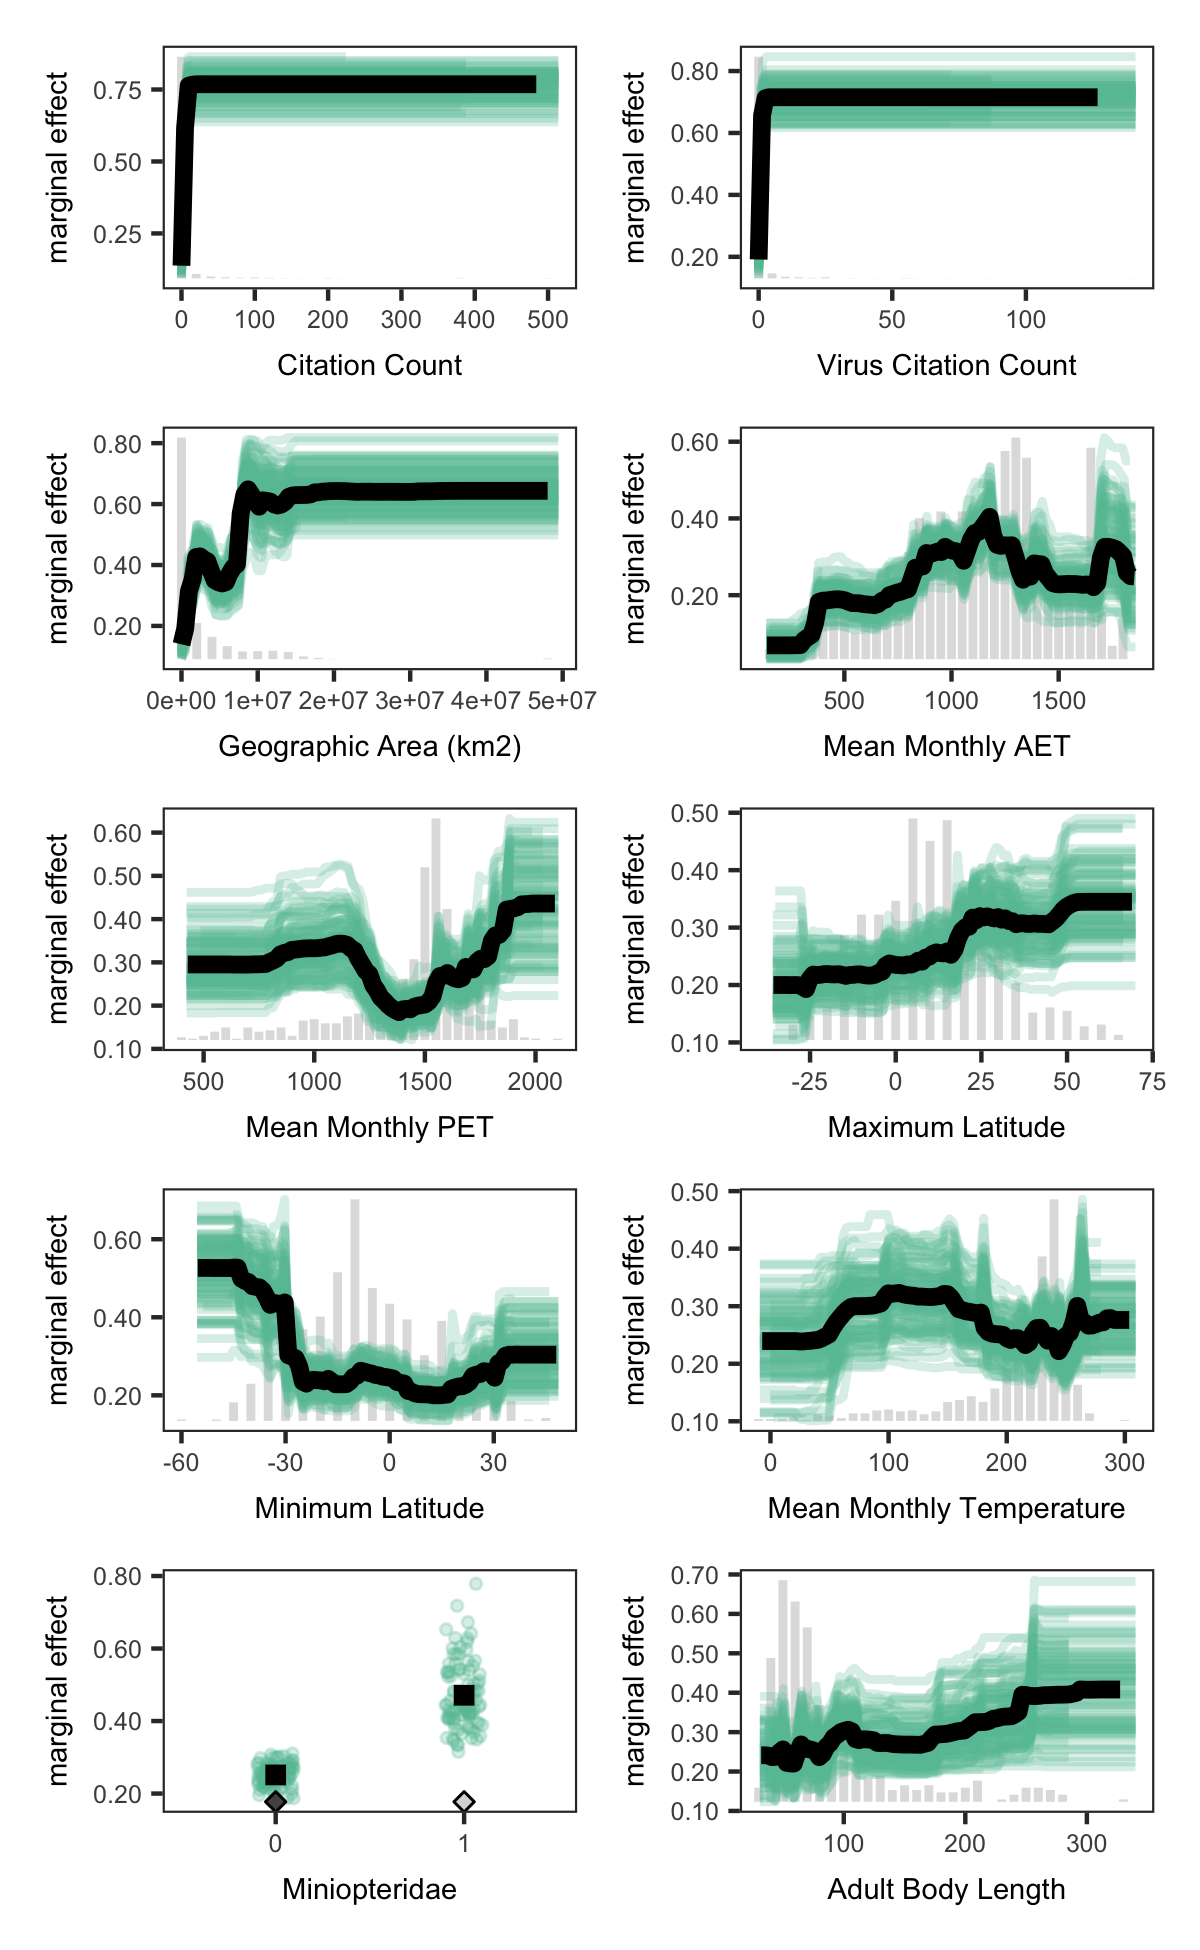 marginal effect
0.75
0.50
0.25
0 100 200 300 400 500
Citation Count
marginal effect
0.80
0.60
0.40
0.20
0 50 100
Virus Citation Count
marginal effect
0.80
0.60
0.40
0.20
0e+00 1e+07 2e+07 3e+07 4e+07 5e+07
Geographic Area (km2)
marginal effect
0.60
0.40
0.20
500 1000 1500
Mean Monthly AET
marginal effect
0.60
0.50
0.40
0.30
0.20
0.10
500 1000 1500 2000
Mean Monthly PET
marginal effect
0.50
0.40
0.30
0.20
0.10
-25 0 25 50 75
Maximum Latitude
marginal effect
0.60
0.40
0.20
-60 -30 0 30
Minimum Latitude
marginal effect
0.50
0.40
0.30
0.20
0.10
0 100 200 300
Mean Monthly Temperature
marginal effect
0.80
0.60
0.40
0.20
0 1
Miniopteridae
marginal effect
0.70
0.60
0.50
0.40
0.30
0.20
0.10
100 200 300
Adult Body Length